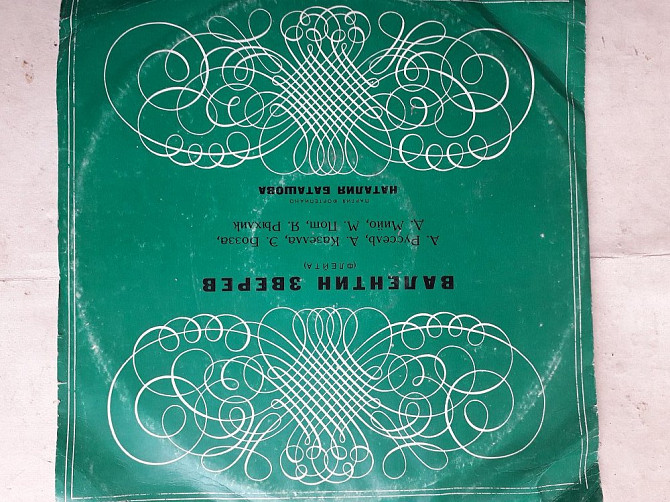 ВАЛЕНТИН ЗВЕРЕВ
(ФЛЕЙТА)
А. Руссель, А. Казелла, Э. Бозза,
Д. Мийо, М. Пот, Я. Рыхлик
ПАРТИЯ ФОРТЕПИАНО
НАТАЛИЯ БАТАШОВА